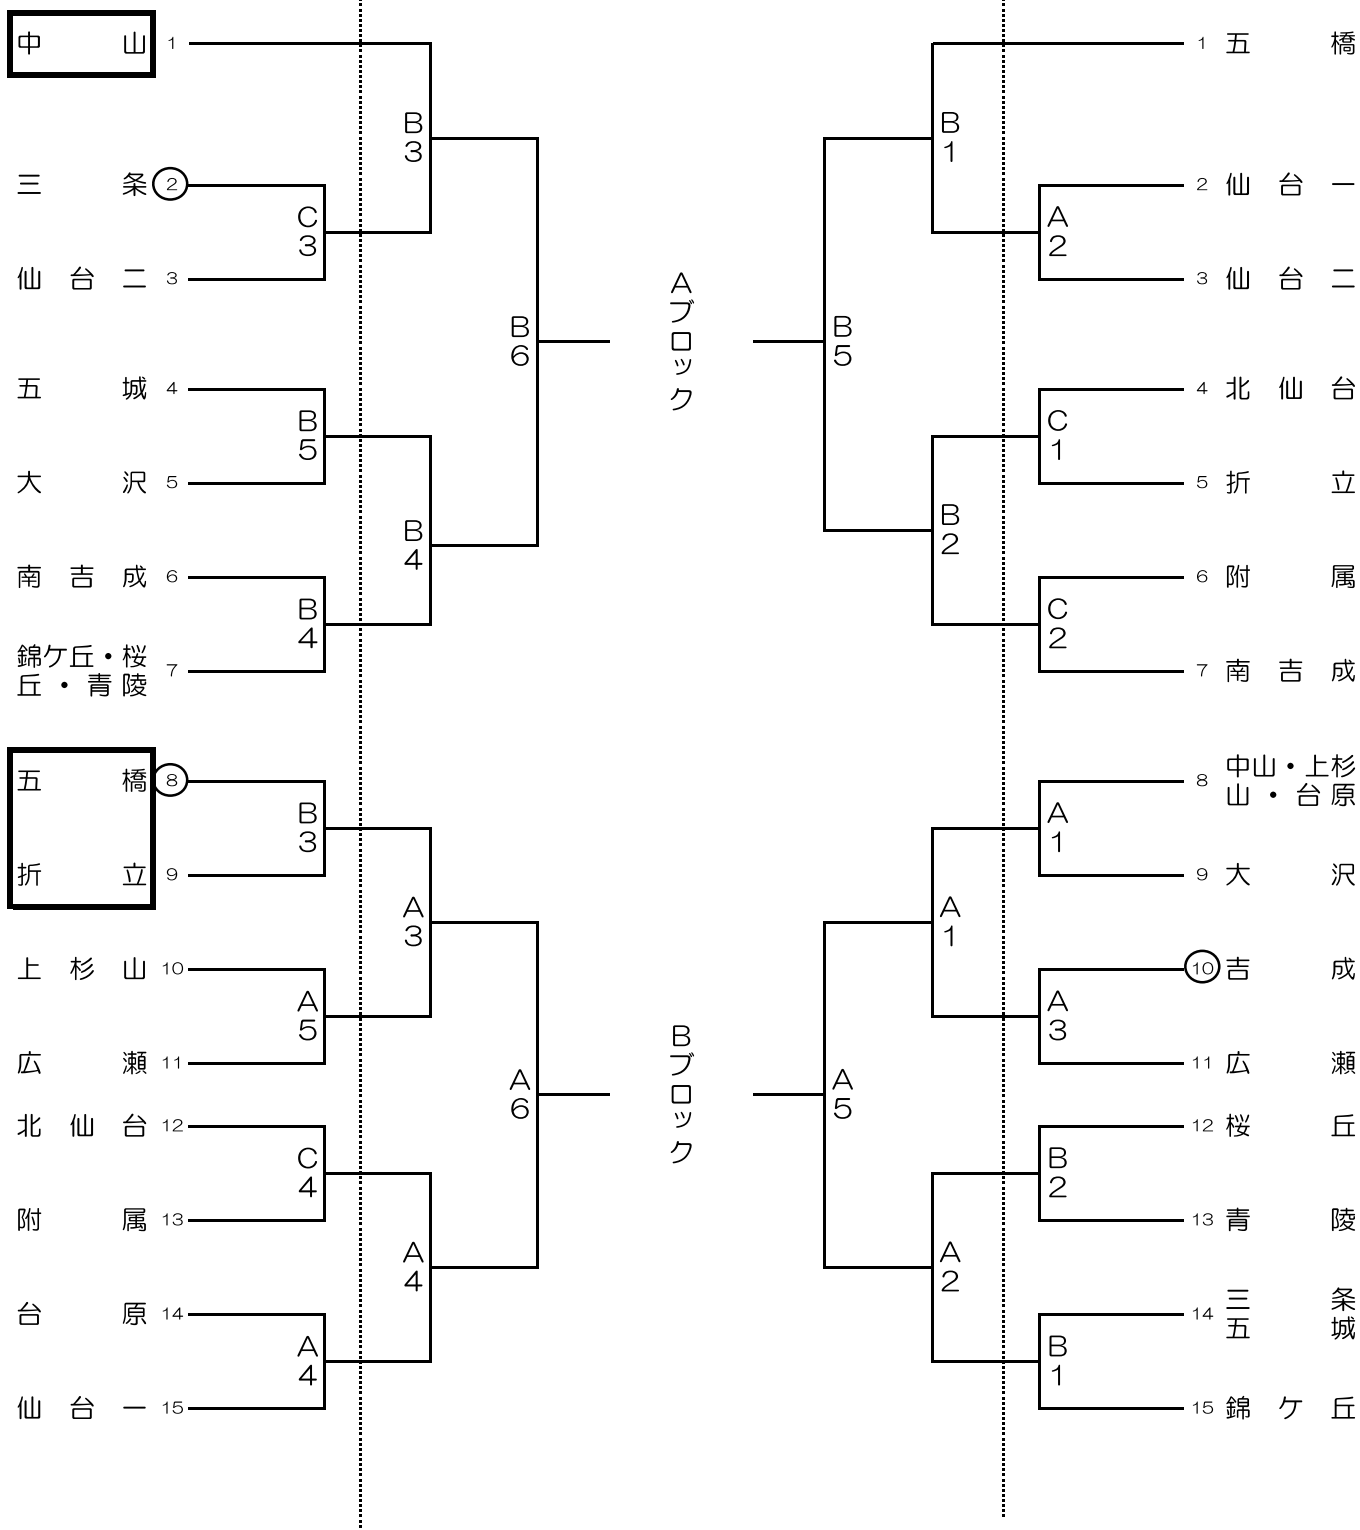 中山 1
B3
三条 2
C3
仙台二 3
B6
五城 4
B5
大沢 5
B4
南吉成 6
B4
錦ケ丘・桜
丘・青陵 7
五橋 8
B3
折立 9
A3
上杉山 10
A5
広瀬 11
A6
北仙台 12
C4
附属 13
A4
台原 14
A4
仙台一 15
Aブロック
Bブロック
1 五橋
B1
2 仙台一
A2
3 仙台二
B5
4 北仙台
C1
5 折立
B2
6 附属
C2
7 南吉成
8 中山・上杉
山・台原
A1
9 大沢
A1
10 吉成
A3
11 広瀬
A5
12 桜丘
B2
13 青陵
A2
14 三条
五城
B1
15 錦ケ丘